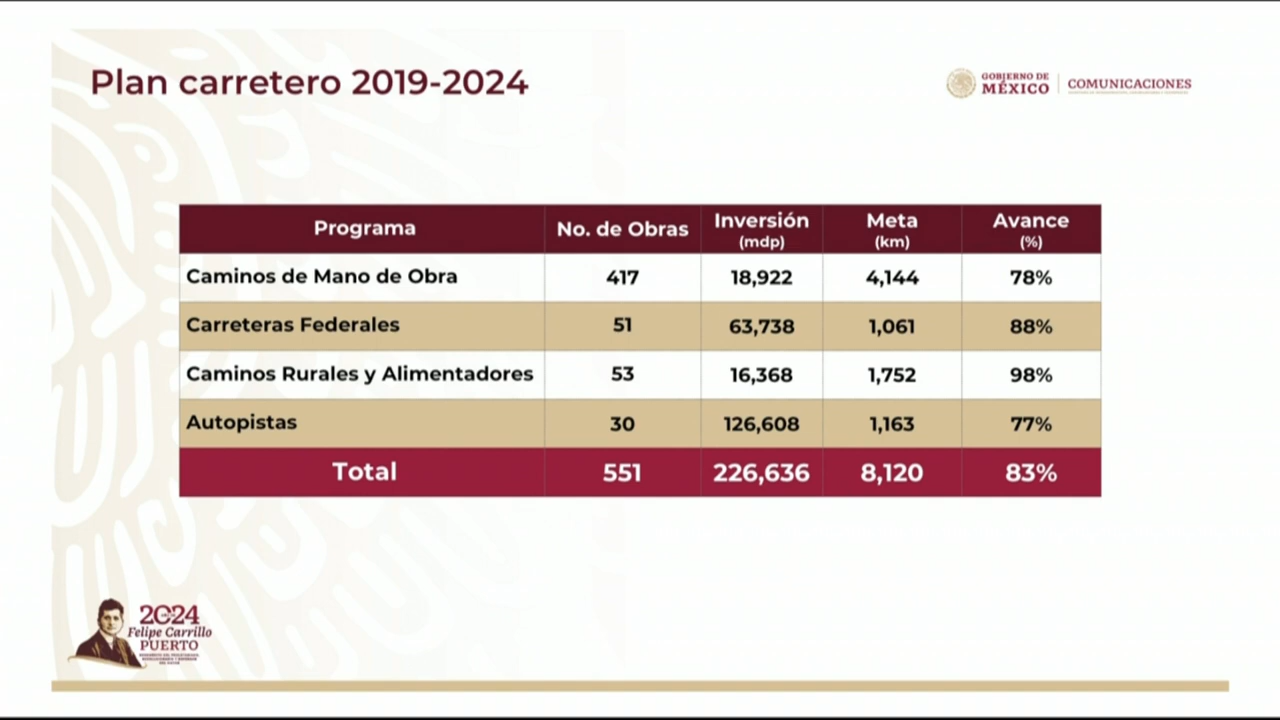 Plan carretero 2019-2024
GOBIERNO DE
MÉXICO
COMUNICACIONES
Programa No. de Obras Inversión (mdp) Meta (km) Avance (%)
Caminos de Mano de Obra 417 18,922 4,144 78%
Carreteras Federales 51 63,738 1,061 88%
Caminos Rurales y Alimentadores 53 16,368 1,752 98%
Autopistas 30 126,608 1,163 77%
Total 551 226,636 8,120 83%
2024
Felipe Carrillo
PUERTO